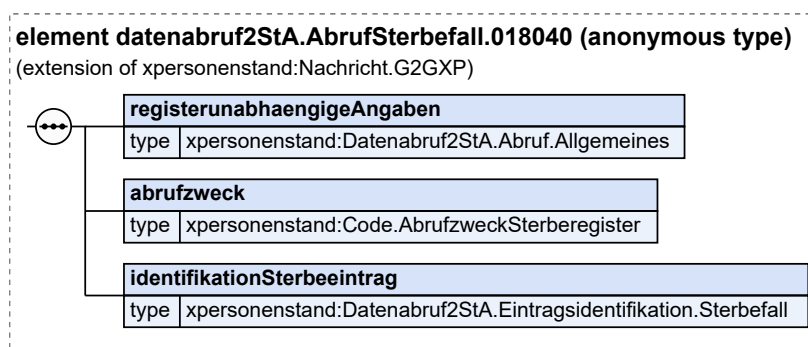 element datenabruf2StA.AbrufSterbefall.018040 (anonymous type)
(extension of xpersonenstand:Nachricht.G2GXP)
registerunabhaengigeAngaben
type xpersonenstand:Datenabruf2StA.Abruf.Allgemeines
abrufzweck
type xpersonenstand:Code.AbrufzweckSterberegister
identifikationSterbeeintrag
type xpersonenstand:Datenabruf2StA.Eintragsidentifikation.Sterbefall